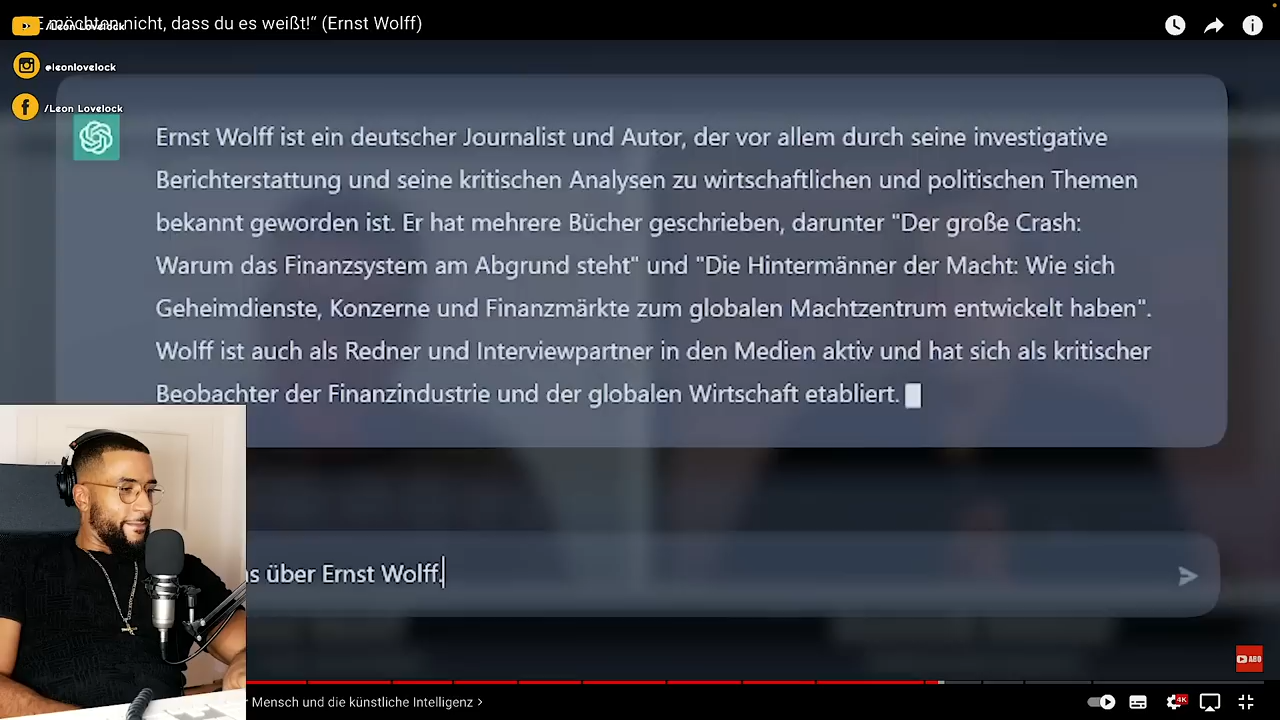 möchten nicht, dass du es weißt!“ (Ernst Wolff)
/Leon Lovelock
@leonlovelock
/Leon Lovelock
Ernst Wolff ist ein deutscher Journalist und Autor, der vor allem durch seine investigative
Berichterstattung und seine kritischen Analysen zu wirtschaftlichen und politischen Themen
bekannt geworden ist. Er hat mehrere Bücher geschrieben, darunter "Der große Crash:
Warum das Finanzsystem am Abgrund steht" und "Die Hintermänner der Macht: Wie sich
Geheimdienste, Konzerne und Finanzmärkte zum globalen Machtzentrum entwickelt haben".
Wolff ist auch als Redner und Interviewpartner in den Medien aktiv und hat sich als kritischer
Beobachter der Finanzindustrie und der globalen Wirtschaft etabliert.
über Ernst Wolff.
ABO
Mensch und die künstliche Intelligenz
4K